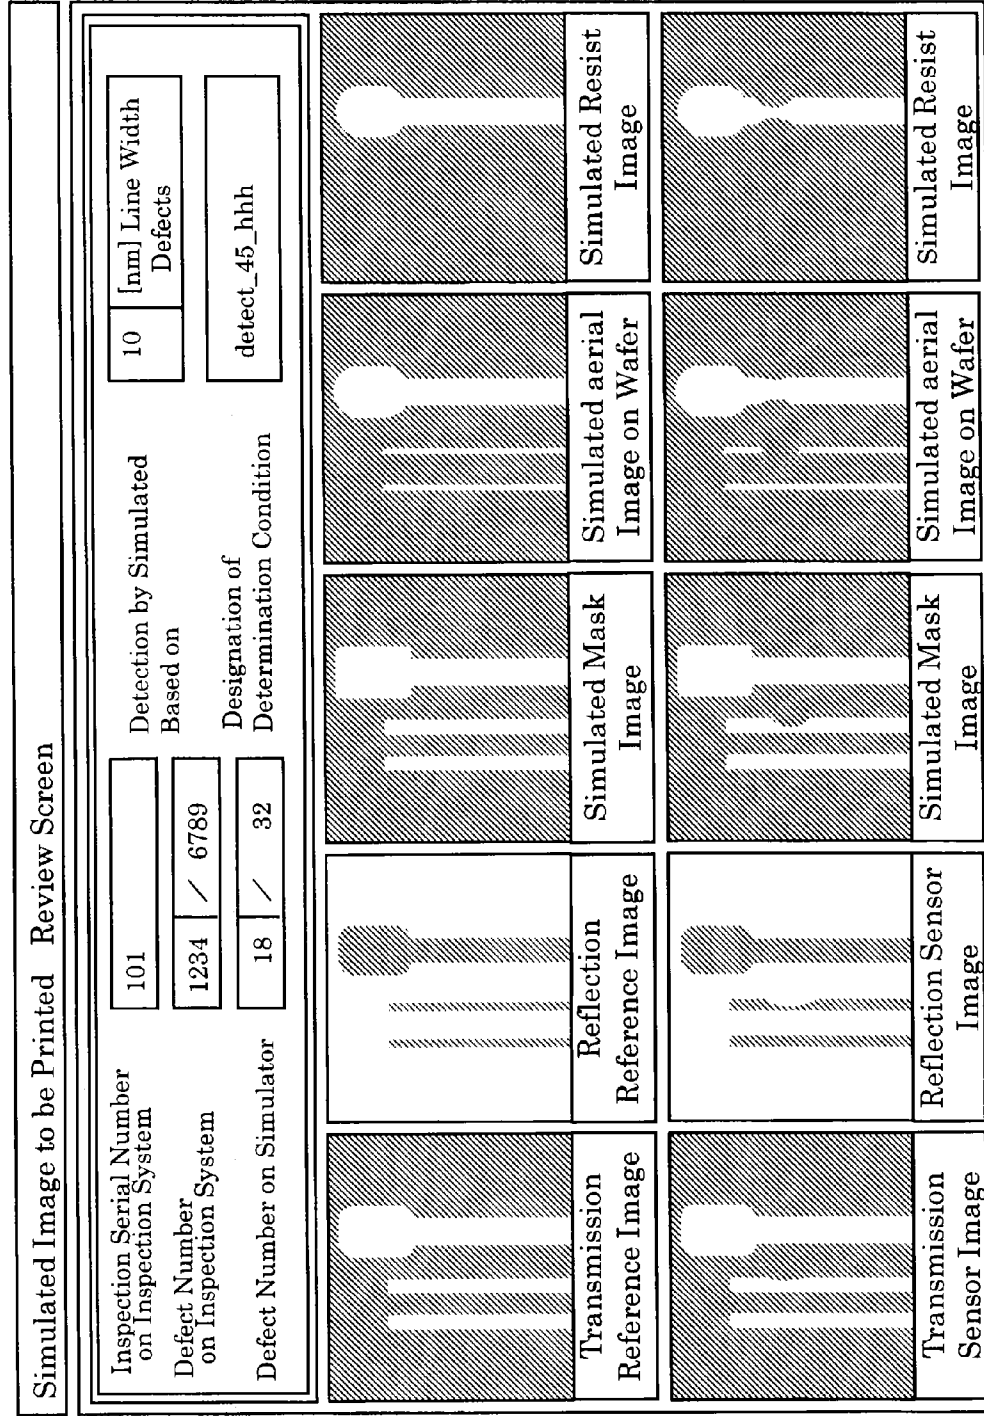 Simulated Image to be Printed Review Screen
Inspection Serial Number
on Inspection System
101
Defect Number
on Inspection System
1234 / 6789
Defect Number on Simulator
18 / 32
Detection by Simulated
Based on
10 [nm] Line Width
Defects
Designation of
Determination Condition
detect_45_hhh
Transmission
Reference Image
Reflection
Reference Image
Simulated Mask
Image
Simulated aerial
Image on Wafer
Simulated Resist
Image
Transmission
Sensor Image
Reflection Sensor
Image
Simulated Mask
Image
Simulated aerial
Image on Wafer
Simulated Resist
Image